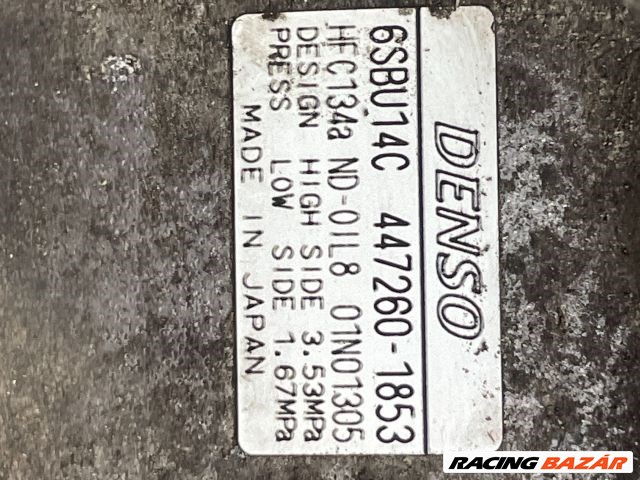 DENSO
6SBU14C 447260-1853
HFC134a ND-OIL8 01N01305
DESIGN HIGH SIDE 3.53MPa
PRESS LOW SIDE 1.67MPa
MADE IN JAPAN
RACING BAZÁR.HU